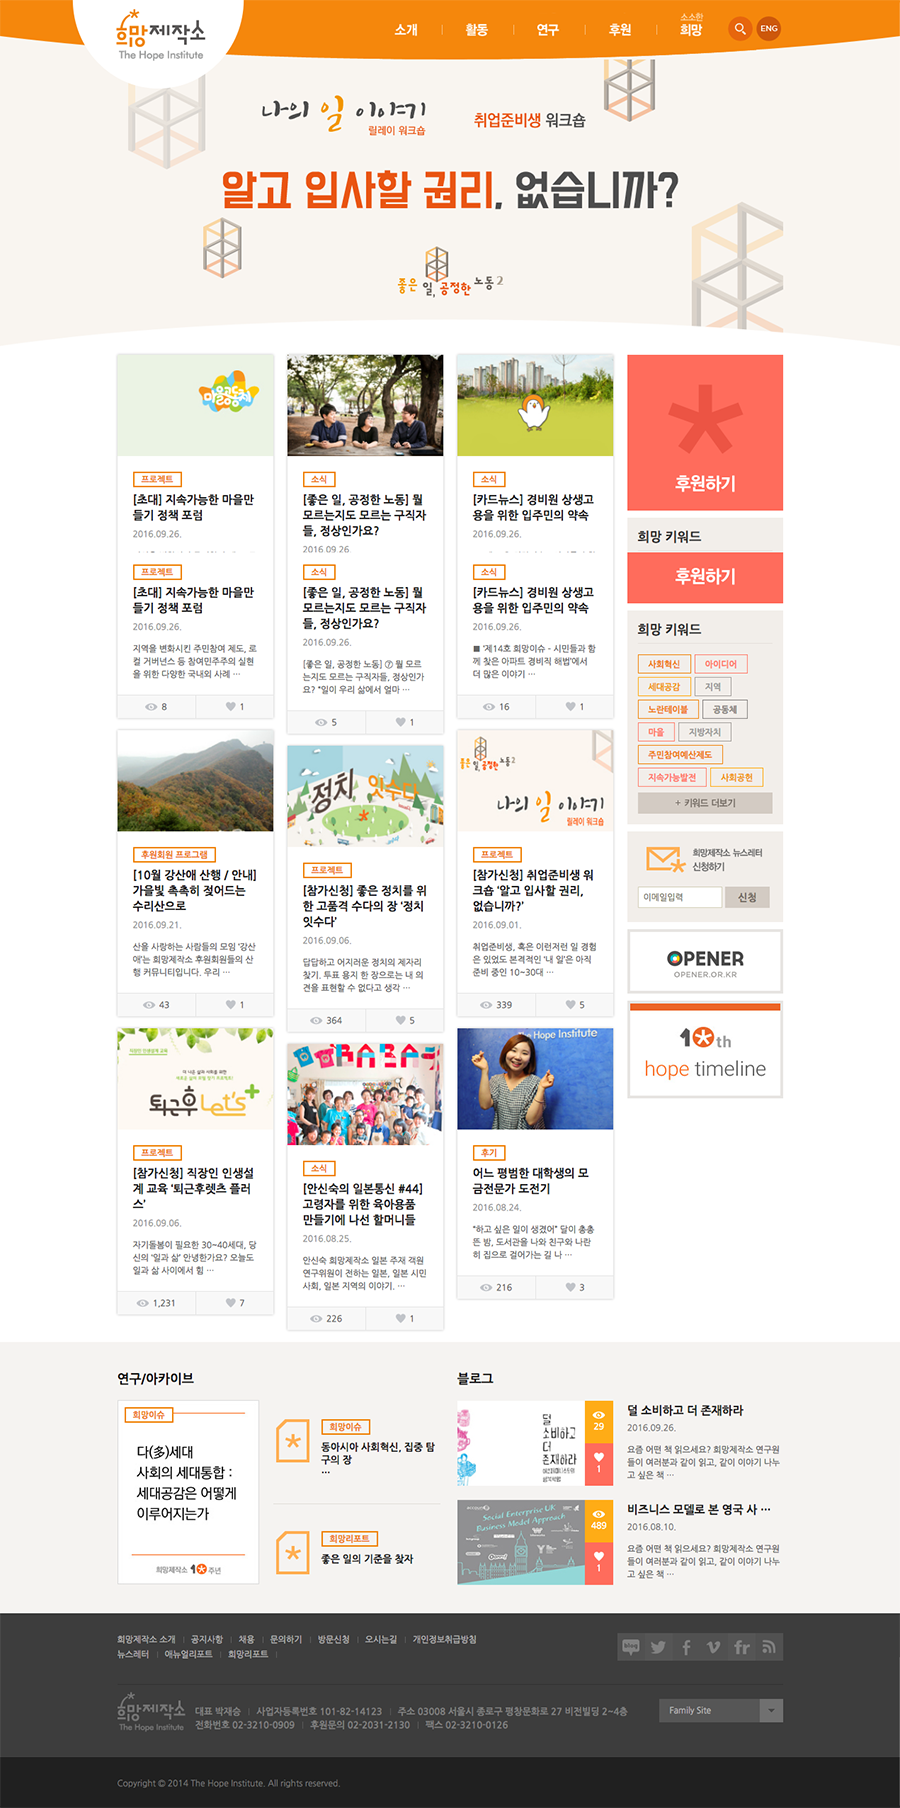 희망제작소
The Hope Institute
소개
활동
연구
후원
소소한
희망
ENG
나의 일 이야기
릴레이 워크숍
취업준비생 워크숍
알고 입사할 권리, 없습니까?
좋은 일, 공정한 노동 2
마을공동체
프로젝트
[초대] 지속가능한 마을만
들기 정책 포럼
2016.09.26.
프로젝트
[초대] 지속가능한 마을만
들기 정책 포럼
2016.09.26.
지역을 변화시킨 주민참여 제도, 로
컬 거버넌스 등 참여민주주의 실현
을 위한 다양한 국내외 사례 ⋯
8
1
소식
[좋은 일, 공정한 노동] 뭘
모르는지도 모르는 구직자
들, 정상인가요?
2016.09.26
소식
[좋은 일, 공정한 노동] 뭘
모르는지도 모르는 구직자
들, 정상인가요?
2016.09.26.
[좋은 일, 공정한 노동] ⑦ 뭘 모르
는지도 모르는 구직자들, 정상인가
요? "일이 우리 삶에서 얼마 ⋯
5
1
소식
[카드뉴스] 경비원 상생고
용을 위한 입주민의 약속
2016.09.26.
소식
[카드뉴스] 경비원 상생고
용을 위한 입주민의 약속
2016.09.26.
■ '제14호 희망이슈 - 시민들과 함
께 찾은 아파트 경비직 해법'에서
더 많은 이야기 ⋯
16
1
후원하기
희망 키워드
후원하기
희망 키워드
사회혁신
아이디어
세대공감
지역
노란테이블
공동체
마을
지방자치
주민참여예산제도
지속가능발전
사회공헌
+ 키워드 더보기
희망제작소 뉴스레터
신청하기
이메일입력
신청
OPENER
OPENER.OR.KR
10th
hope timeline
후원회원 프로그램
[10월 강산애 산행 / 안내]
가을빛 촉촉히 젖어드는
수리산으로
2016.09.21.
산을 사랑하는 사람들의 모임 '강산
애'는 희망제작소 후원회원들의 산
행 커뮤니티입니다. 우리 ⋯
43
1
정치 잇수다
프로젝트
[참가신청] 좋은 정치를 위
한 고품격 수다의 장 '정치
잇수다'
2016.09.06.
답답하고 어지러운 정치의 제자리
찾기. 투표 용지 한 장으로는 내 의
견을 표현할 수 없다고 생각 ⋯
364
5
좋은 일, 공정한 노동 2
나의 일 이야기
릴레이 워크숍
프로젝트
[참가신청] 취업준비생 워
크숍 '알고 입사할 권리,
없습니까?'
2016.09.01.
취업준비생, 혹은 이런저런 일 경험
은 있었도 본격적인 '내 일'은 아직
준비 중인 10~30대 ⋯
339
5
직장인 인생설계 교육
더 나은 삶과 사회를 위한
퇴근후 Let's+
프로젝트
[참가신청] 직장인 인생설
계 교육 '퇴근후렛츠 플러
스'
2016.09.06.
자기돌봄이 필요한 30~40세대, 당
신의 '일과 삶' 안녕한가요? 오늘도
일과 삶 사이에서 힘 ⋯
1,231
7
소식
[안신숙의 일본통신 #44]
고령자를 위한 육아용품
만들기에 나선 할머니들
2016.08.25.
안신숙 희망제작소 일본 주재 객원
연구위원이 전하는 일본, 일본 시민
사회, 일본 지역의 이야기. ⋯
226
1
The Hope Institute
후기
어느 평범한 대학생의 모
금전문가 도전기
2016.08.24.
"하고 싶은 일이 생겼어" 달이 총총
뜬 밤, 도서관을 나와 친구와 나란
히 집으로 걸어가는 길 나 ⋯
216
3
연구/아카이브
희망이슈
다(多)세대
사회의 세대통합 :
세대공감은 어떻게
이루어지는가
희망제작소 10주년
희망이슈
동아시아 사회혁신, 집중 탐
구의 장
⋯
희망리포트
좋은 일의 기준을 찾자
블로그
덜
소비하고
더
존재하라
29
1
덜 소비하고 더 존재하라
2016.09.26.
요즘 어떤 책 읽으세요? 희망제작소 연구원
들이 여러분과 같이 읽고, 같이 이야기 나누
고 싶은 책 ⋯
Social Enterprise UK
Business Model Approach
489
1
비즈니스 모델로 본 영국 사 ⋯
2016.08.10.
요즘 어떤 책 읽으세요? 희망제작소 연구원
들이 여러분과 같이 읽고, 같이 이야기 나누
고 싶은 책 ⋯
희망제작소 소개
공지사항
채용
문의하기
방문신청
오시는길
개인정보취급방침
뉴스레터
애뉴얼리포트
희망리포트
blog
희망제작소
The Hope Institute
대표 박재승 | 사업자등록번호 101-82-14123 | 주소 03008 서울시 종로구 평창문화로 27 비전빌딩 2~4층
전화번호 02-3210-0909 | 후원문의 02-2031-2130 | 팩스 02-3210-0126
Family Site
Copyright © 2014 The Hope Institute. All rights reserved.